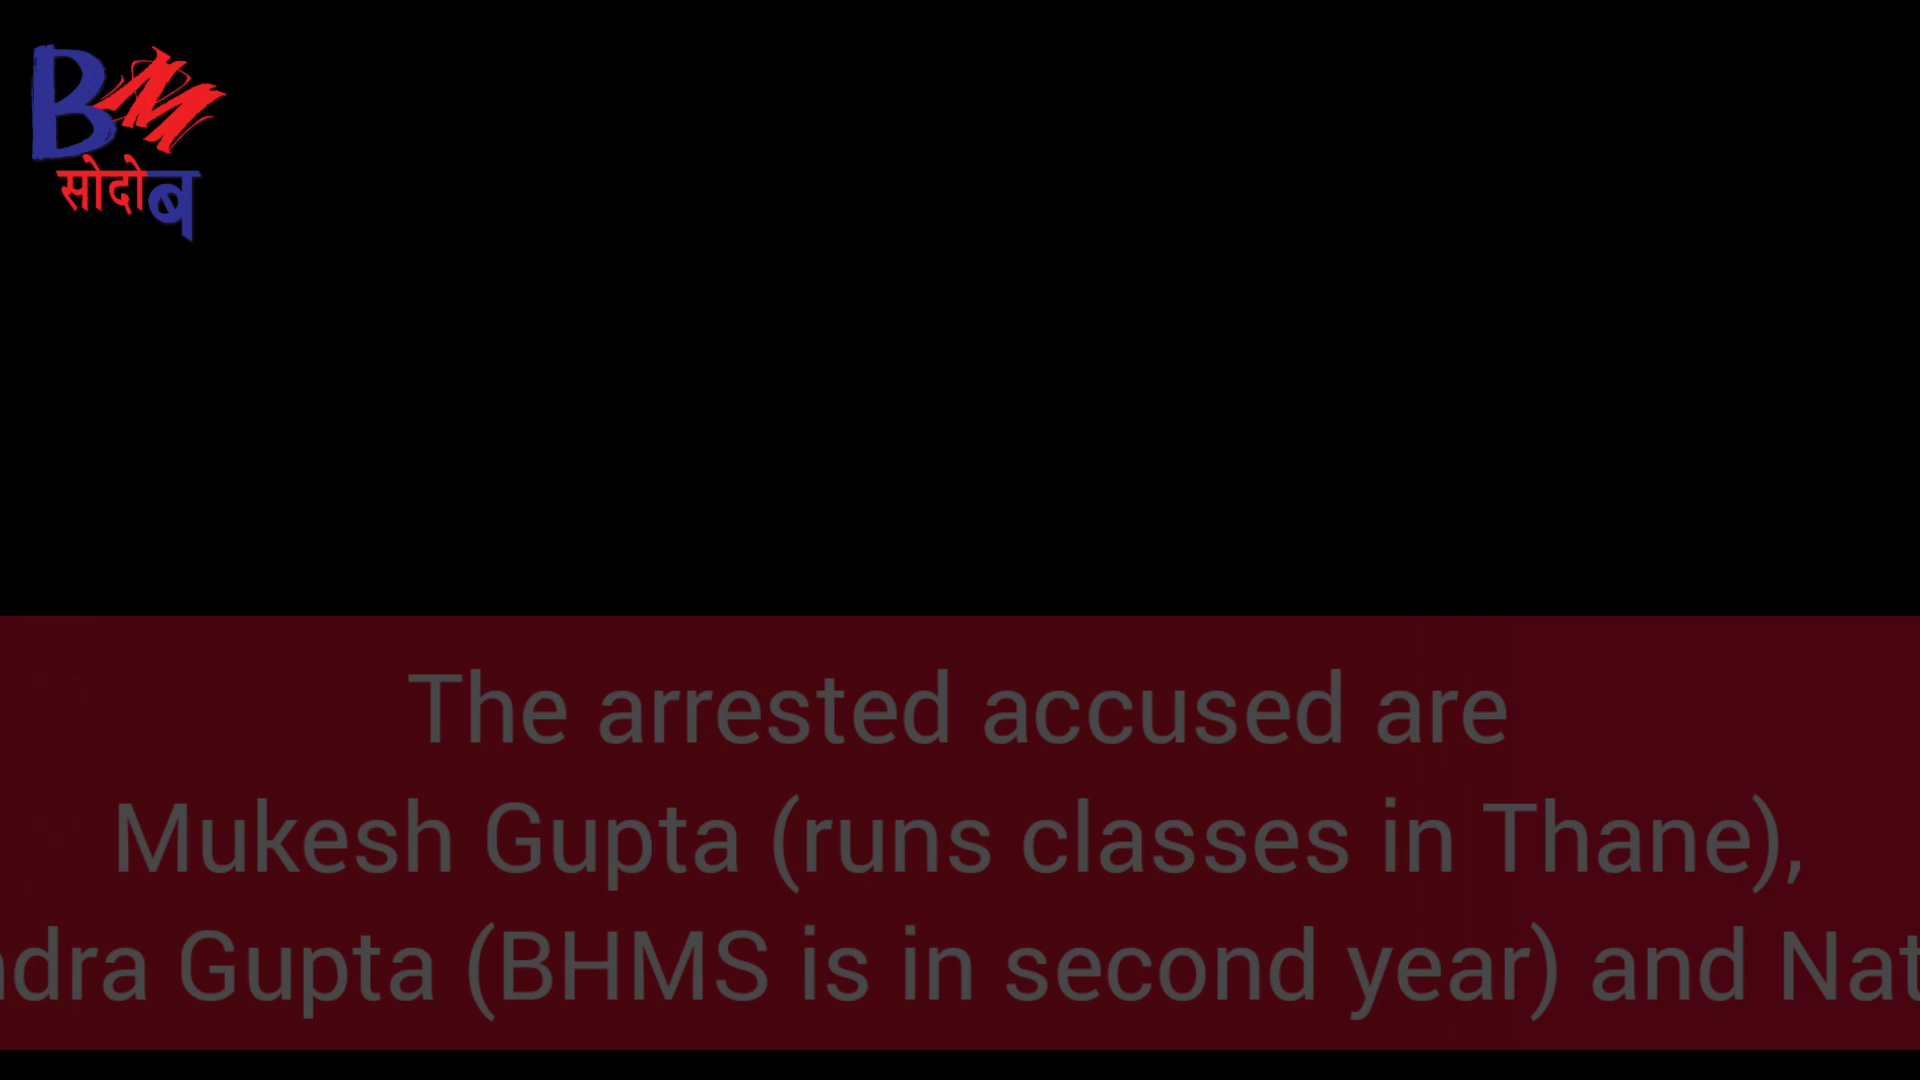 BM
सोदोब
The arrested accused are
Mukesh Gupta (runs classes in Thane),
Gupta (BHMS is in second year) and